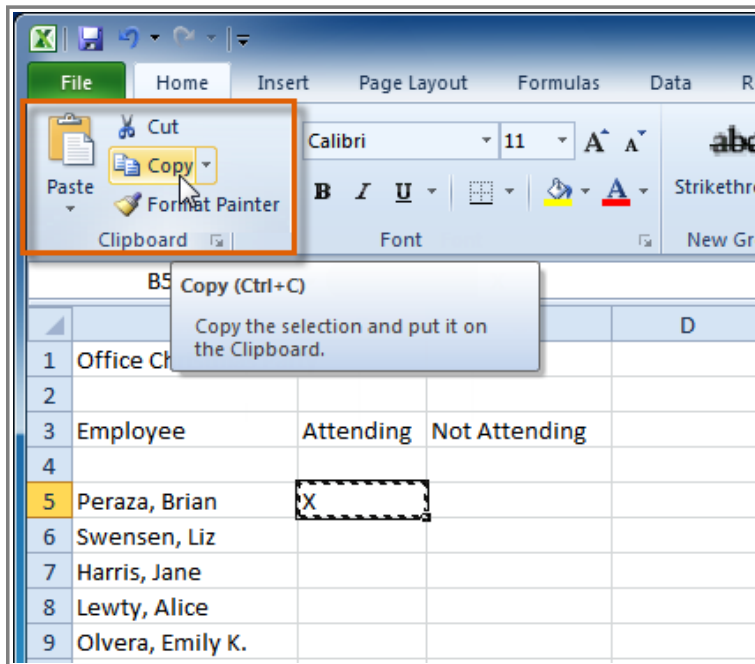 File Home Insert Page Layout Formulas Data R
Cut
Calibri 11 A A abc
Copy
Paste B I U A Strikethr
Format Painter
Clipboard Font New Gr
B5
Copy (Ctrl+C)
Copy the selection and put it on
the Clipboard.
D
1 Office Ch
2
3 Employee Attending Not Attending
4
5 Peraza, Brian X
6 Swensen, Liz
7 Harris, Jane
8 Lewty, Alice
9 Olvera, Emily K.